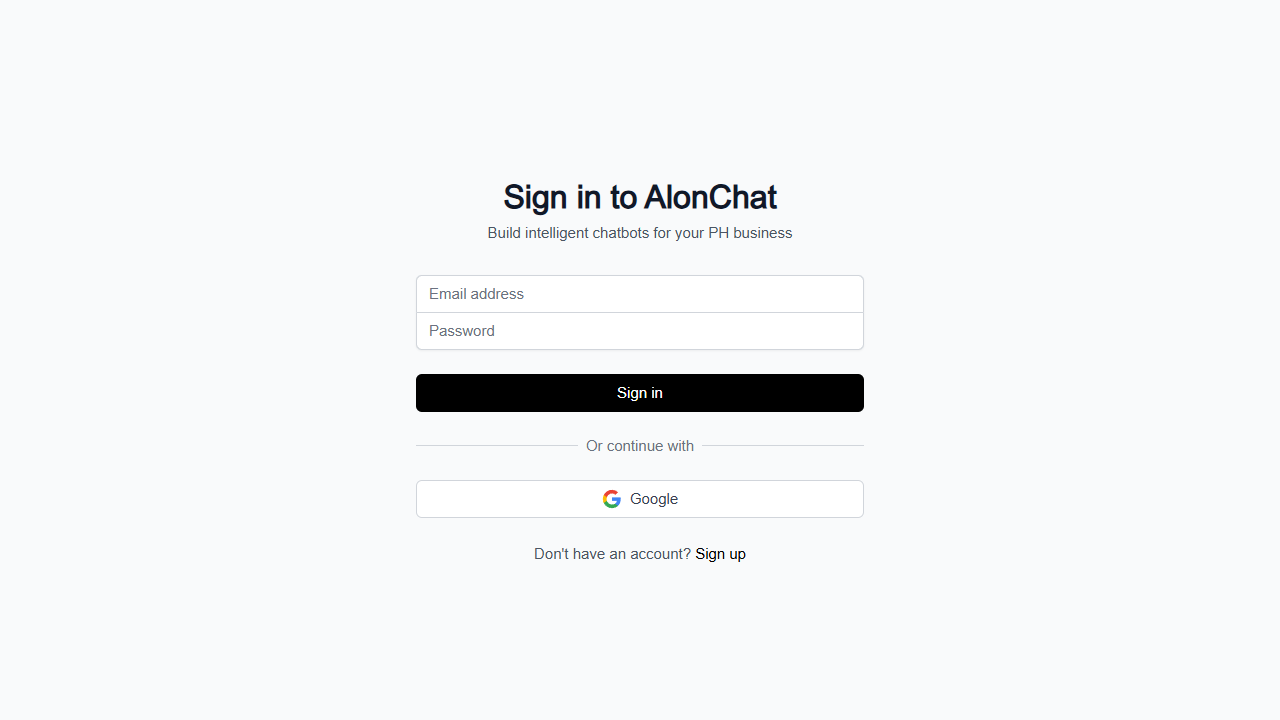 Sign in to AlonChat
Build intelligent chatbots for your PH business
Email address
Password
Sign in
Or continue with
Google
Don't have an account? Sign up